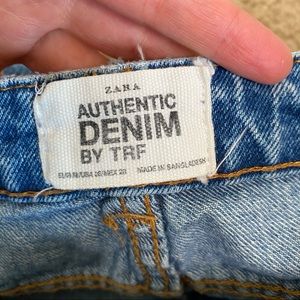 ZARA
AUTHENTIC
DENIM
BY TRF
MADE IN BANGLADESH